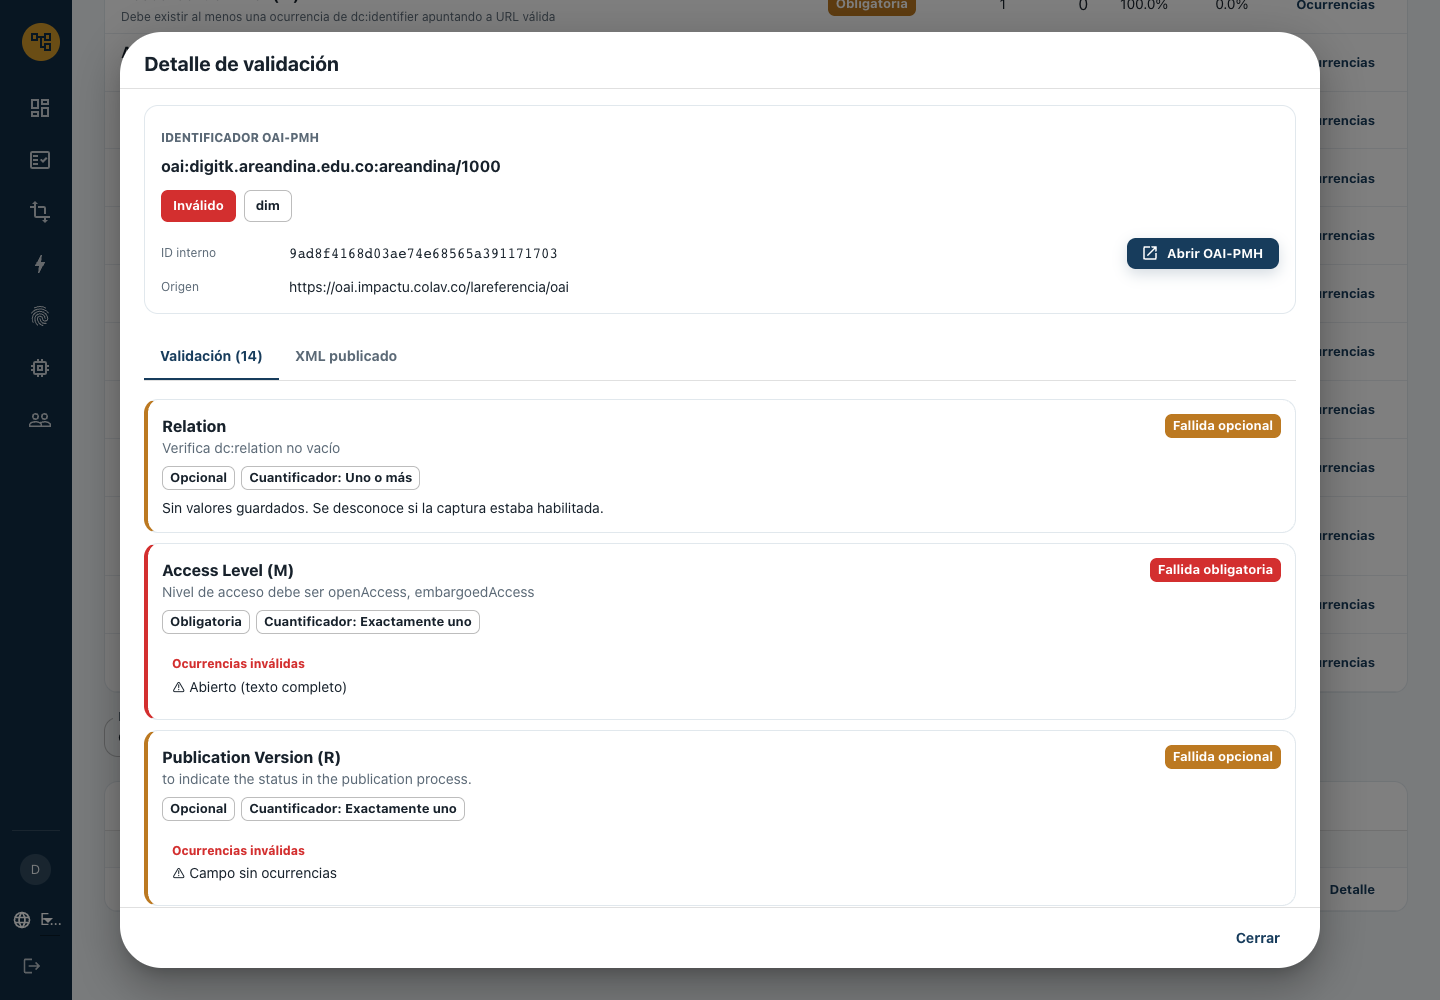 Debe existir al menos una ocurrencia de dc:identifier apuntando a URL válida
Obligatoria
1
0
100.0%
0.0%
Ocurrencias
Detalle de validación
IDENTIFICADOR OAI-PMH
oai:digitk.areandina.edu.co:areandina/1000
Inválido
dim
ID interno
9ad8f4168d03ae74e68565a391171703
Abrir OAI-PMH
Origen
https://oai.impactu.colav.co/lareferencia/oai
Validación (14)
XML publicado
Relation
Fallida opcional
Verifica dc:relation no vacío
Opcional
Cuantificador: Uno o más
Sin valores guardados. Se desconoce si la captura estaba habilitada.
Access Level (M)
Fallida obligatoria
Nivel de acceso debe ser openAccess, embargoedAccess
Obligatoria
Cuantificador: Exactamente uno
Ocurrencias inválidas
Abierto (texto completo)
Publication Version (R)
Fallida opcional
to indicate the status in the publication process.
Opcional
Cuantificador: Exactamente uno
Ocurrencias inválidas
Campo sin ocurrencias
D
E...
Detalle
Cerrar